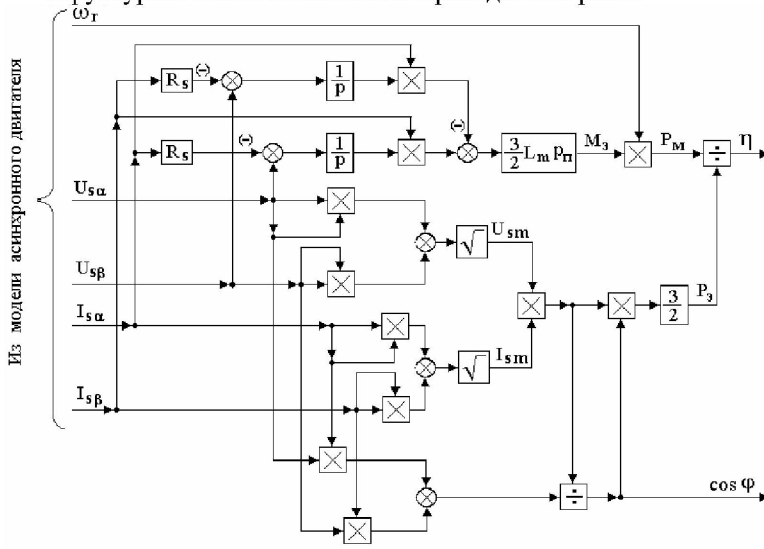 ω_r
R_s
(-)
1/p
(-)
R_s
(-)
1/p
3/2 L_m p_п
M_э
P_м
÷
η
U_sα
U_sβ
√
U_sm
3/2
P_э
I_sα
I_sβ
√
I_sm
÷
cos φ
Из модели асинхронного двигателя